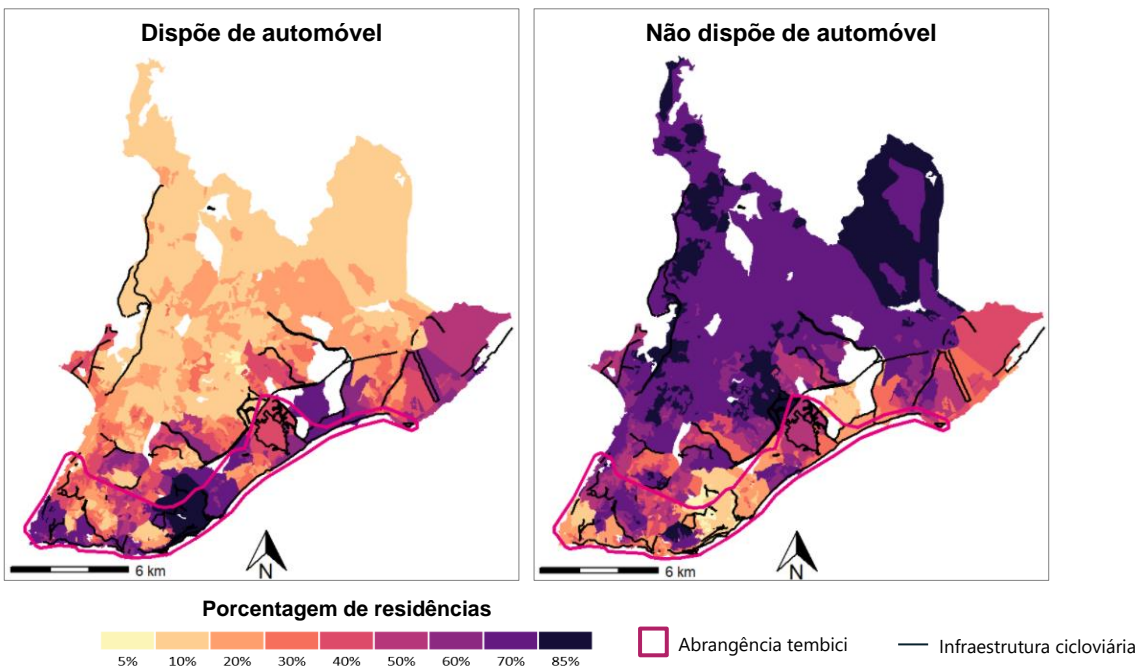 Dispõe de automóvel
Não dispõe de automóvel
6 km
N
6 km
N
Porcentagem de residências
5% 10% 20% 30% 40% 50% 60% 70% 85%
Abrangência tembici
Infraestrutura cicloviária